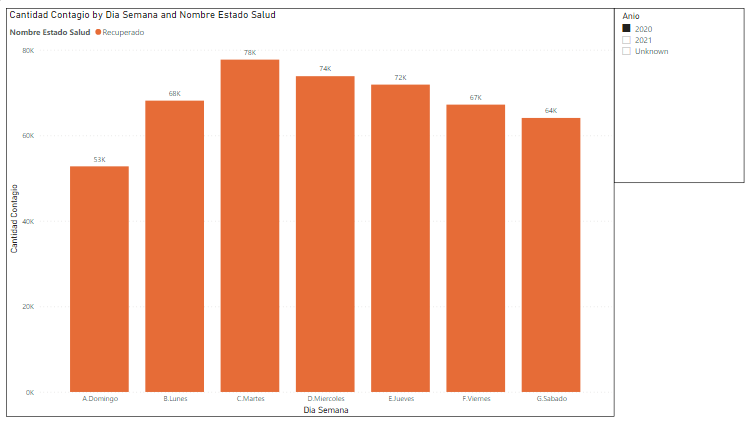 Cantidad Contagio by Dia Semana and Nombre Estado Salud
Nombre Estado Salud Recuperado
80K
60K
40K
20K
0K
Cantidad Contagio
53K
68K
78K
74K
72K
67K
64K
A.Domingo B.Lunes C.Martes D.Miercoles E.Jueves F.Viernes G.Sabado
Dia Semana
Anio
2020
2021
Unknown